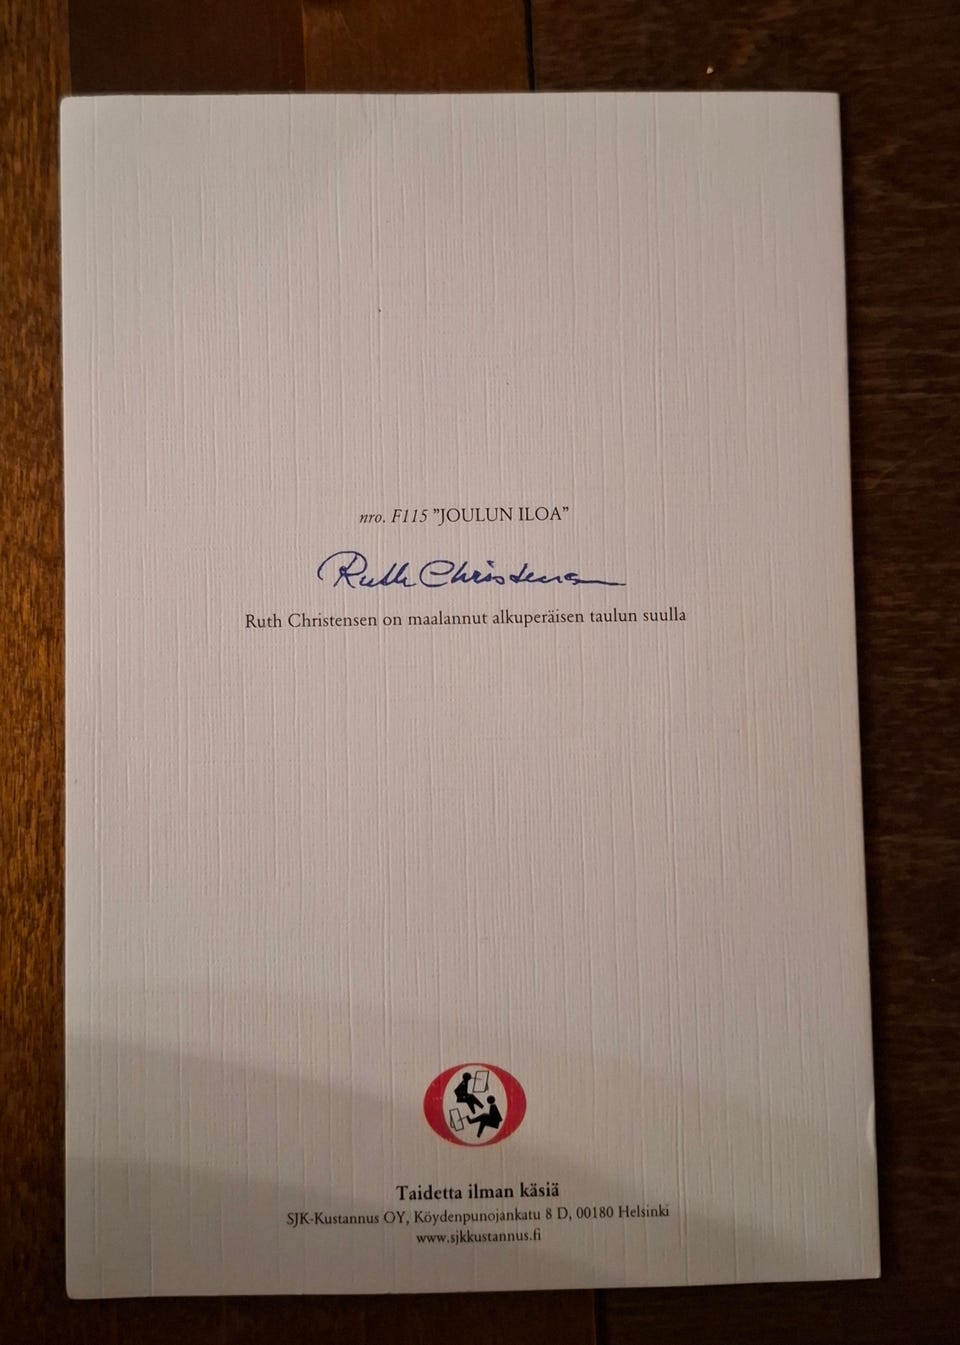 nro. F115 ”JOULUN ILOA”
Ruth Christensen
Ruth Christensen on maalannut alkuperäisen taulun suulla
Taidetta ilman käsiä
SJK-Kustannus OY, Köydenpunojankatu 8 D, 00180 Helsinki
www.sjkkustannus.fi